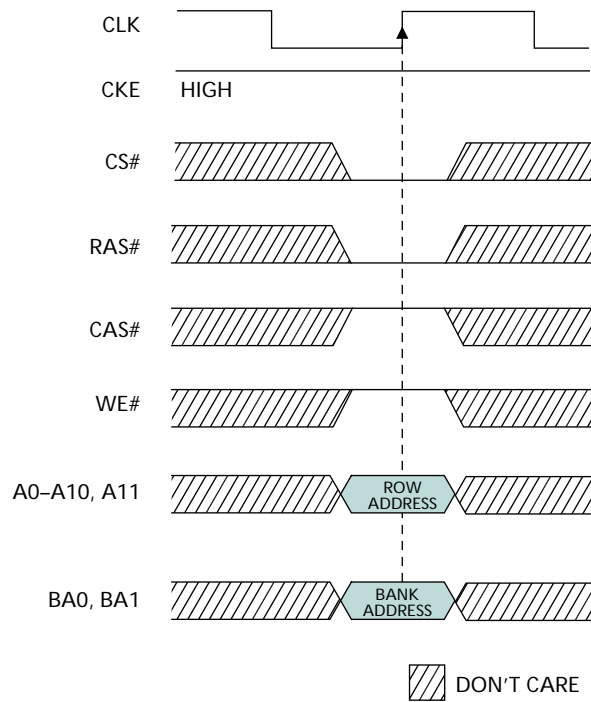 CLK
CKE HIGH
CS#
RAS#
CAS#
WE#
A0–A10, A11 ROW
ADDRESS
BA0, BA1 BANK
ADDRESS
DON'T CARE